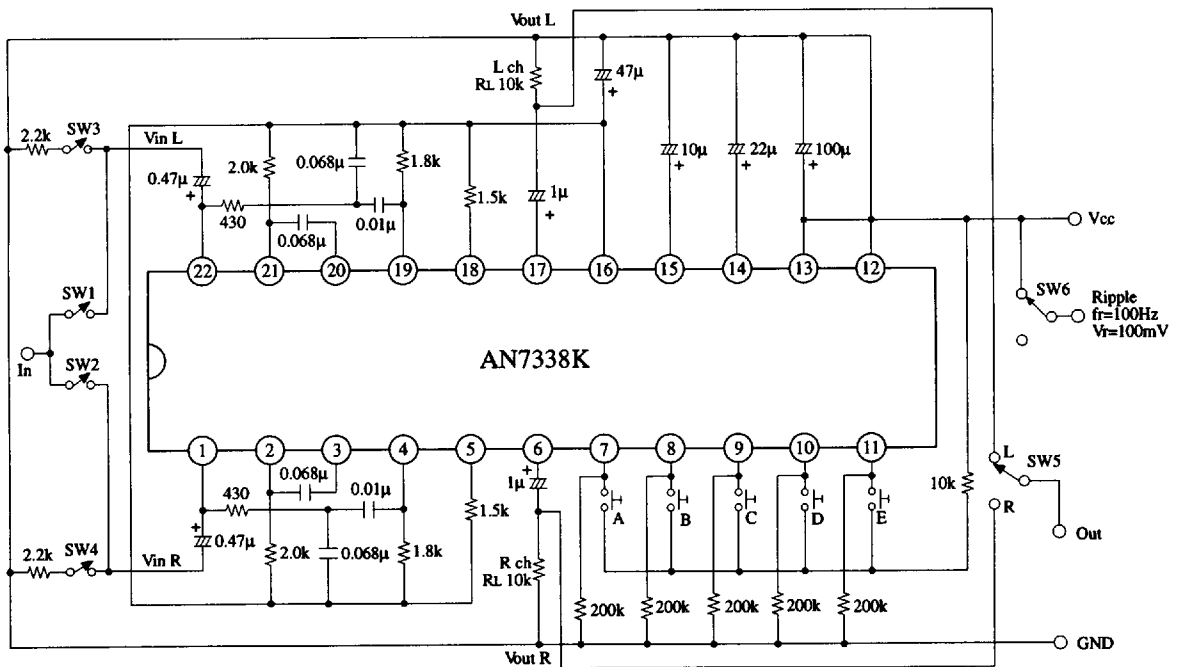 Vout L
L ch
RL 10k
47μ
+
2.2k
SW3
Vin L
0.47μ
+
2.0k
0.068μ
1.8k
430
0.01μ
0.068μ
1.5k
1μ
+
10μ
+
22μ
+
100μ
+
Vcc
22
21
20
19
18
17
16
15
14
13
12
SW1
SW2
In
AN7338K
SW6
Ripple
fr=100Hz
Vr=100mV
1
2
3
4
5
6
7
8
9
10
11
0.068μ
430
0.01μ
+
0.47μ
2.0k
0.068μ
1.8k
1.5k
+
1μ
A
B
C
D
E
10k
L
SW5
R
Out
2.2k
SW4
Vin R
R ch
RL 10k
200k
200k
200k
200k
200k
GND
Vout R